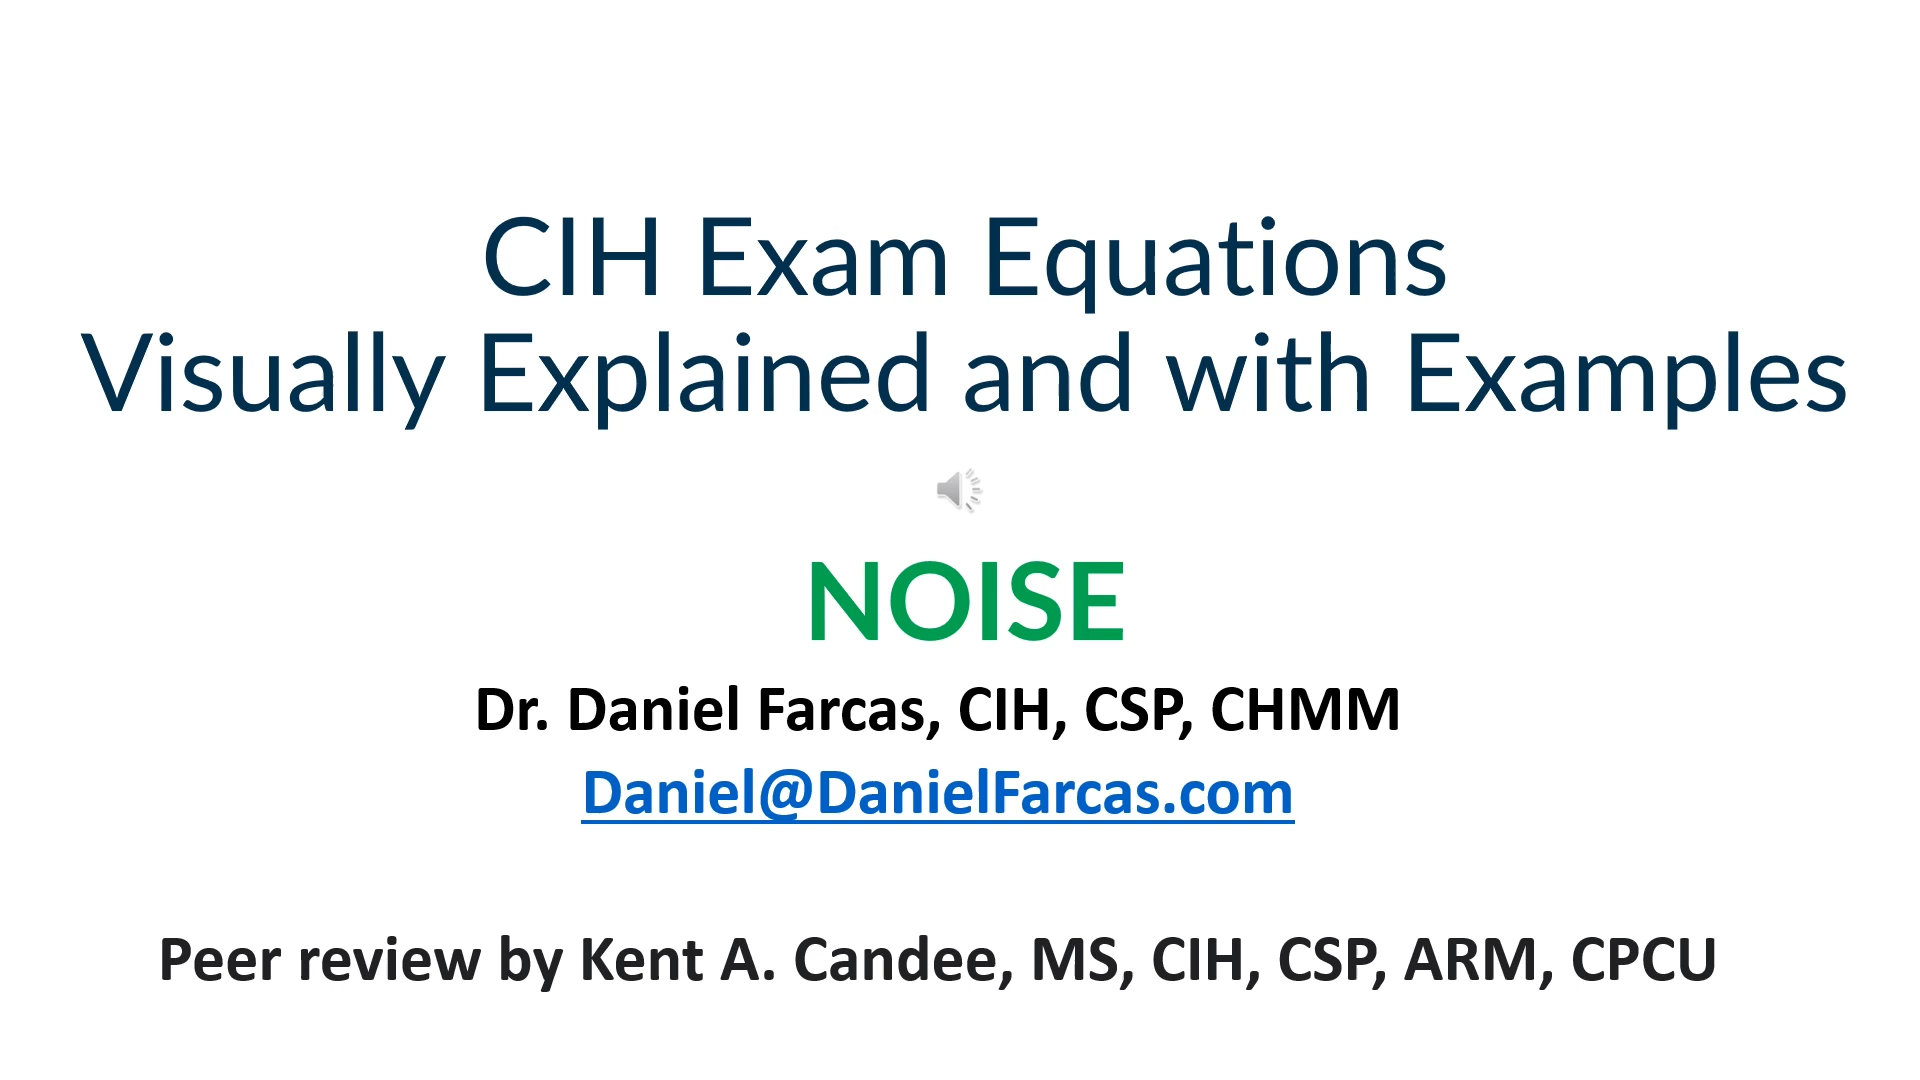 CIH Exam Equations
Visually Explained and with Examples
NOISE
Dr. Daniel Farcas, CIH, CSP, CHMM
Daniel@DanielFarcas.com
Peer review by Kent A. Candee, MS, CIH, CSP, ARM, CPCU